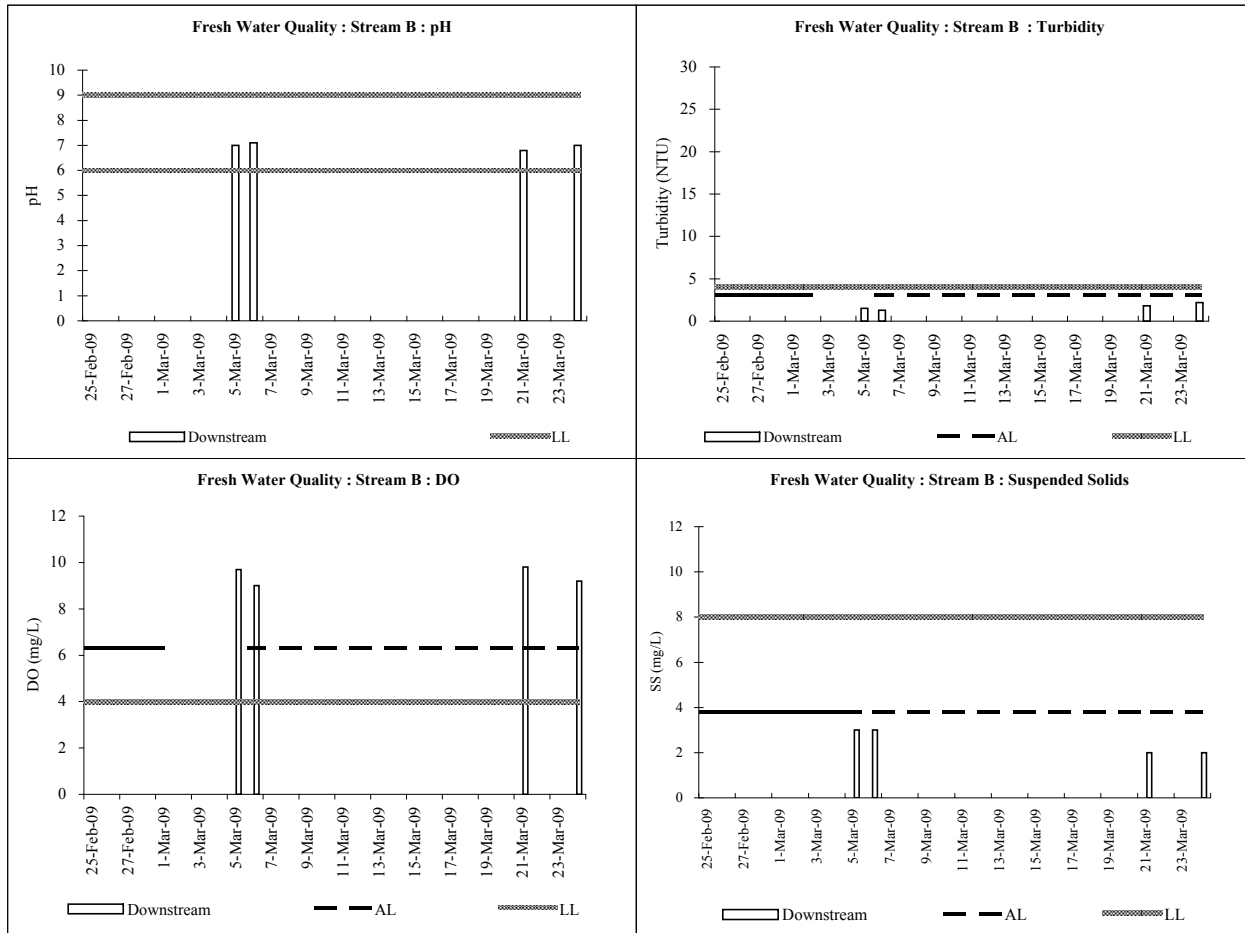 Fresh Water Quality : Stream B : pH
10
9
8
7
6
5
4
3
2
1
0
pH
25-Feb-09
27-Feb-09
1-Mar-09
3-Mar-09
5-Mar-09
7-Mar-09
9-Mar-09
11-Mar-09
13-Mar-09
15-Mar-09
17-Mar-09
19-Mar-09
21-Mar-09
23-Mar-09
Downstream LL
Fresh Water Quality : Stream B : Turbidity
30
25
20
15
10
5
0
Turbidity (NTU)
25-Feb-09
27-Feb-09
1-Mar-09
3-Mar-09
5-Mar-09
7-Mar-09
9-Mar-09
11-Mar-09
13-Mar-09
15-Mar-09
17-Mar-09
19-Mar-09
21-Mar-09
23-Mar-09
Downstream AL LL
Fresh Water Quality : Stream B : DO
12
10
8
6
4
2
0
DO (mg/L)
25-Feb-09
27-Feb-09
1-Mar-09
3-Mar-09
5-Mar-09
7-Mar-09
9-Mar-09
11-Mar-09
13-Mar-09
15-Mar-09
17-Mar-09
19-Mar-09
21-Mar-09
23-Mar-09
Downstream AL LL
Fresh Water Quality : Stream B : Suspended Solids
12
10
8
6
4
2
0
SS (mg/L)
25-Feb-09
27-Feb-09
1-Mar-09
3-Mar-09
5-Mar-09
7-Mar-09
9-Mar-09
11-Mar-09
13-Mar-09
15-Mar-09
17-Mar-09
19-Mar-09
21-Mar-09
23-Mar-09
Downstream AL LL